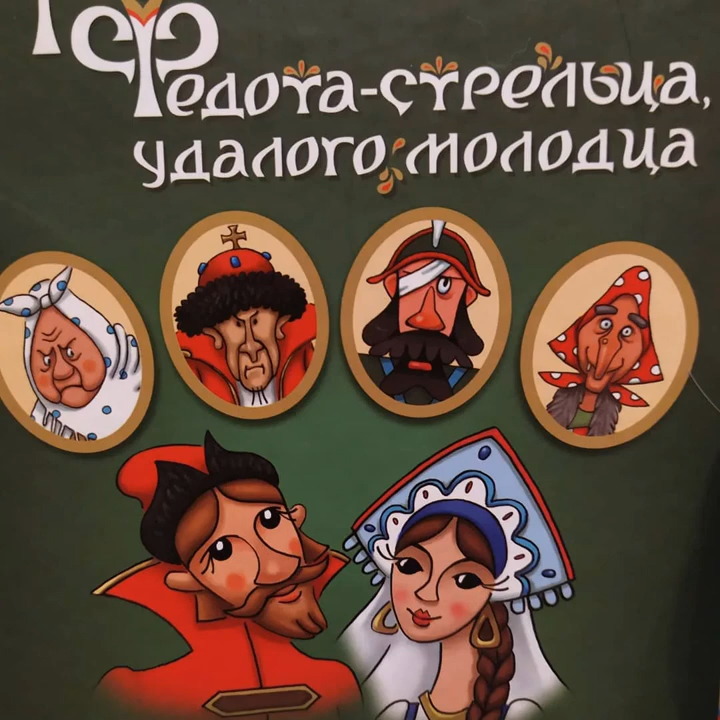 Федота-стрельца,
удалого молодца